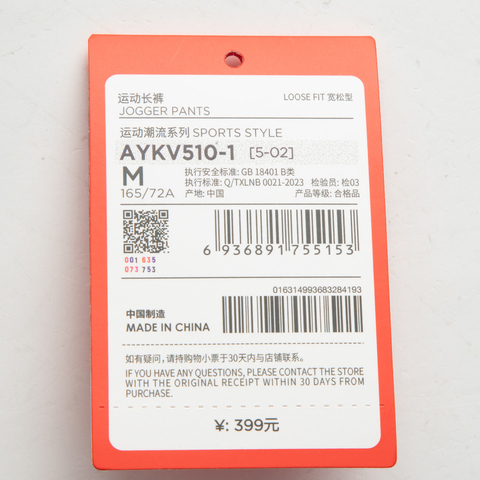 运动长裤
LOOSE FIT 宽松型
JOGGER PANTS
运动潮流系列 SPORTS STYLE
AYKV510-1 [5-02]
M
165/72A
执行安全标准: GB 18401 B类
执行标准: Q/TXLNB 0021-2023 检验员: 检03
产地: 中国 产品等级: 合格品
001 635
073 753
6 936891 755153
016314993683284193
中国制造
MADE IN CHINA
如有疑问，请持购物小票于30天内与店铺联系。
IF YOU HAVE ANY QUESTIONS, PLEASE CONTACT THE STORE
WITH THE ORIGINAL RECEIPT WITHIN 30 DAYS FROM
PURCHASE.
¥: 399元